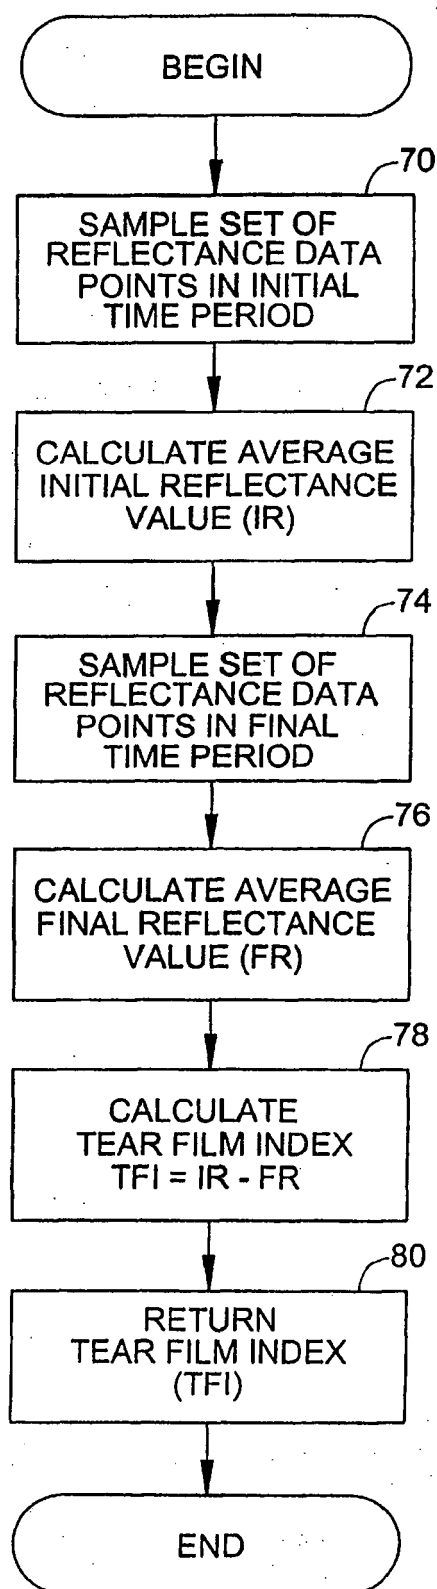 BEGIN
70
SAMPLE SET OF
REFLECTANCE DATA
POINTS IN INITIAL
TIME PERIOD
72
CALCULATE AVERAGE
INITIAL REFLECTANCE
VALUE (IR)
74
SAMPLE SET OF
REFLECTANCE DATA
POINTS IN FINAL
TIME PERIOD
76
CALCULATE AVERAGE
FINAL REFLECTANCE
VALUE (FR)
78
CALCULATE
TEAR FILM INDEX
TFI = IR - FR
80
RETURN
TEAR FILM INDEX
(TFI)
END